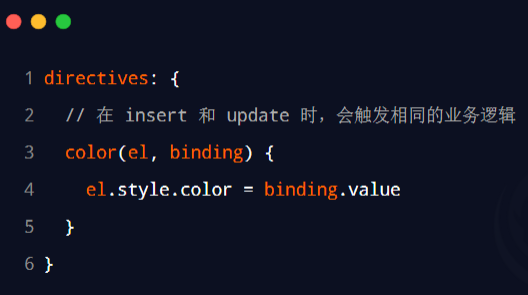 1 directives: {
2 // 在 insert 和 update 时，会触发相同的业务逻辑
3 color(el, binding) {
4 el.style.color = binding.value
5 }
6 }